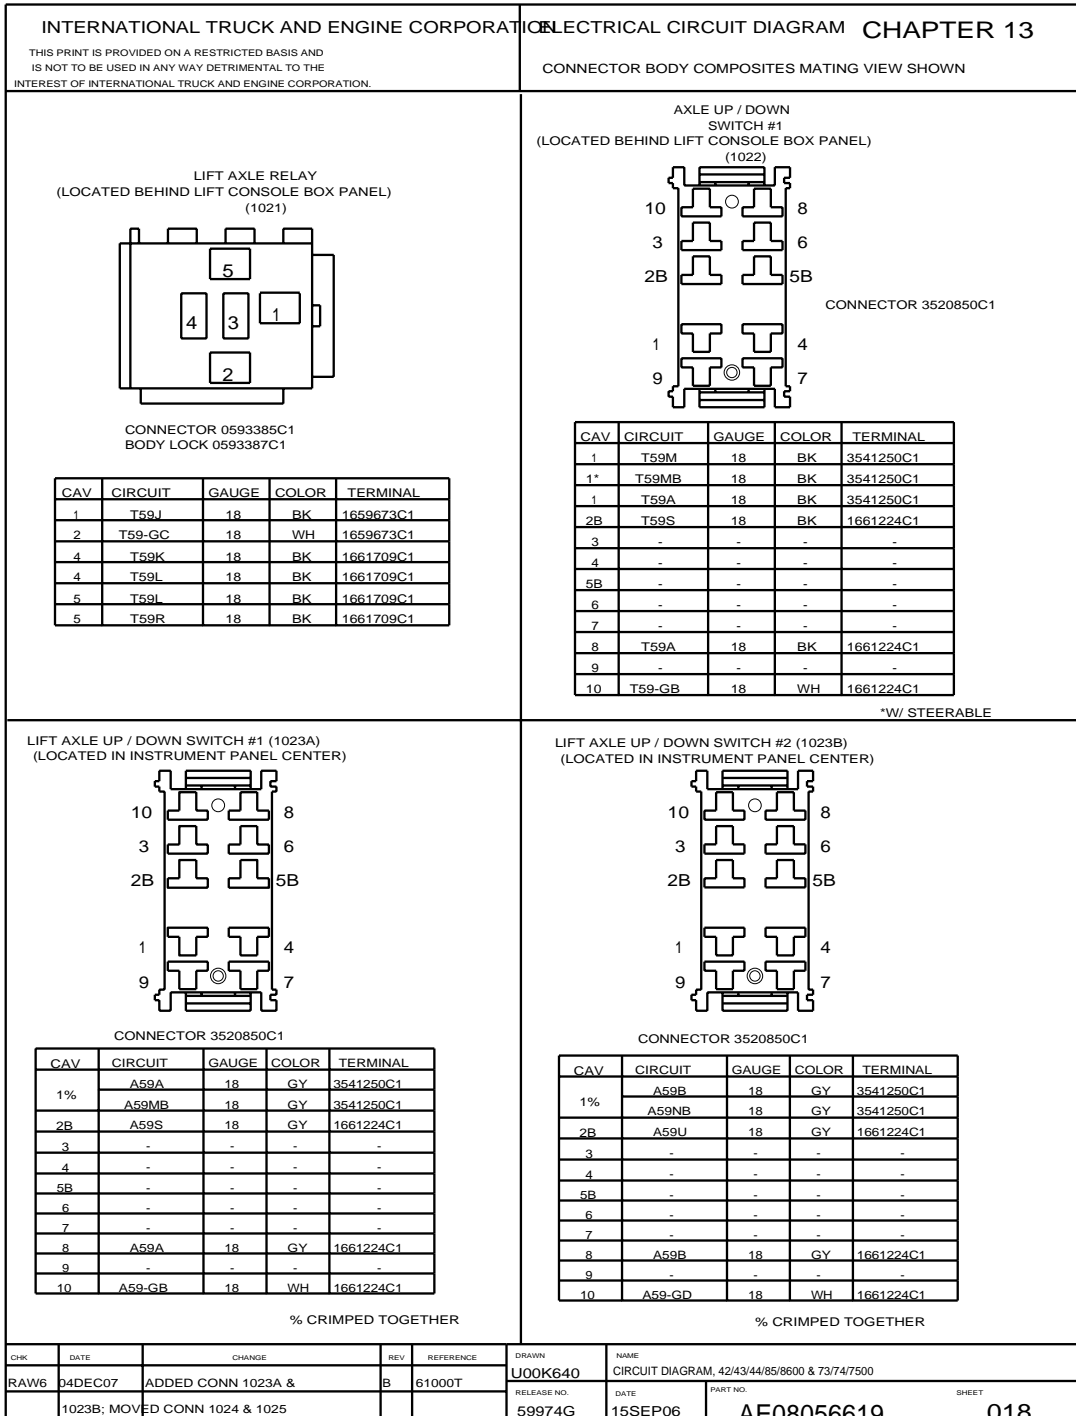 INTERNATIONAL TRUCK AND ENGINE CORPORATION
THIS PRINT IS PROVIDED ON A RESTRICTED BASIS AND
IS NOT TO BE USED IN ANY WAY DETRIMENTAL TO THE
INTEREST OF INTERNATIONAL TRUCK AND ENGINE CORPORATION.
ELECTRICAL CIRCUIT DIAGRAM CHAPTER 13
CONNECTOR BODY COMPOSITES MATING VIEW SHOWN
LIFT AXLE RELAY
(LOCATED BEHIND LIFT CONSOLE BOX PANEL)
(1021)
5
4 3 1
2
CONNECTOR 0593385C1
BODY LOCK 0593387C1
CAV CIRCUIT GAUGE COLOR TERMINAL
1 T59J 18 BK 1659673C1
2 T59-GC 18 WH 1659673C1
4 T59K 18 BK 1661709C1
4 T59L 18 BK 1661709C1
5 T59L 18 BK 1661709C1
5 T59R 18 BK 1661709C1
AXLE UP / DOWN
SWITCH #1
(LOCATED BEHIND LIFT CONSOLE BOX PANEL)
(1022)
10 8
3 6
2B 5B
CONNECTOR 3520850C1
1 4
9 7
CAV CIRCUIT GAUGE COLOR TERMINAL
1 T59M 18 BK 3541250C1
1* T59MB 18 BK 3541250C1
1 T59A 18 BK 3541250C1
2B T59S 18 BK 1661224C1
3 - - - -
4 - - - -
5B - - - -
6 - - - -
7 - - - -
8 T59A 18 BK 1661224C1
9 - - - -
10 T59-GB 18 WH 1661224C1
*W/ STEERABLE
LIFT AXLE UP / DOWN SWITCH #1 (1023A)
(LOCATED IN INSTRUMENT PANEL CENTER)
10 8
3 6
2B 5B
1 4
9 7
CONNECTOR 3520850C1
CAV CIRCUIT GAUGE COLOR TERMINAL
1% A59A 18 GY 3541250C1
A59MB 18 GY 3541250C1
2B A59S 18 GY 1661224C1
3 - - - -
4 - - - -
5B - - - -
6 - - - -
7 - - - -
8 A59A 18 GY 1661224C1
9 - - - -
10 A59-GB 18 WH 1661224C1
% CRIMPED TOGETHER
LIFT AXLE UP / DOWN SWITCH #2 (1023B)
(LOCATED IN INSTRUMENT PANEL CENTER)
10 8
3 6
2B 5B
1 4
9 7
CONNECTOR 3520850C1
CAV CIRCUIT GAUGE COLOR TERMINAL
1% A59B 18 GY 3541250C1
A59NB 18 GY 3541250C1
2B A59U 18 GY 1661224C1
3 - - - -
4 - - - -
5B - - - -
6 - - - -
7 - - - -
8 A59B 18 GY 1661224C1
9 - - - -
10 A59-GD 18 WH 1661224C1
% CRIMPED TOGETHER
CHK DATE CHANGE REV REFERENCE
RAW6 04DEC07 ADDED CONN 1023A & B 61000T
1023B; MOVED CONN 1024 & 1025
DRAWN NAME
U00K640 CIRCUIT DIAGRAM, 42/43/44/85/8600 & 73/74/7500
RELEASE NO. DATE PART NO. SHEET
59974G 15SEP06 AE08056619 018